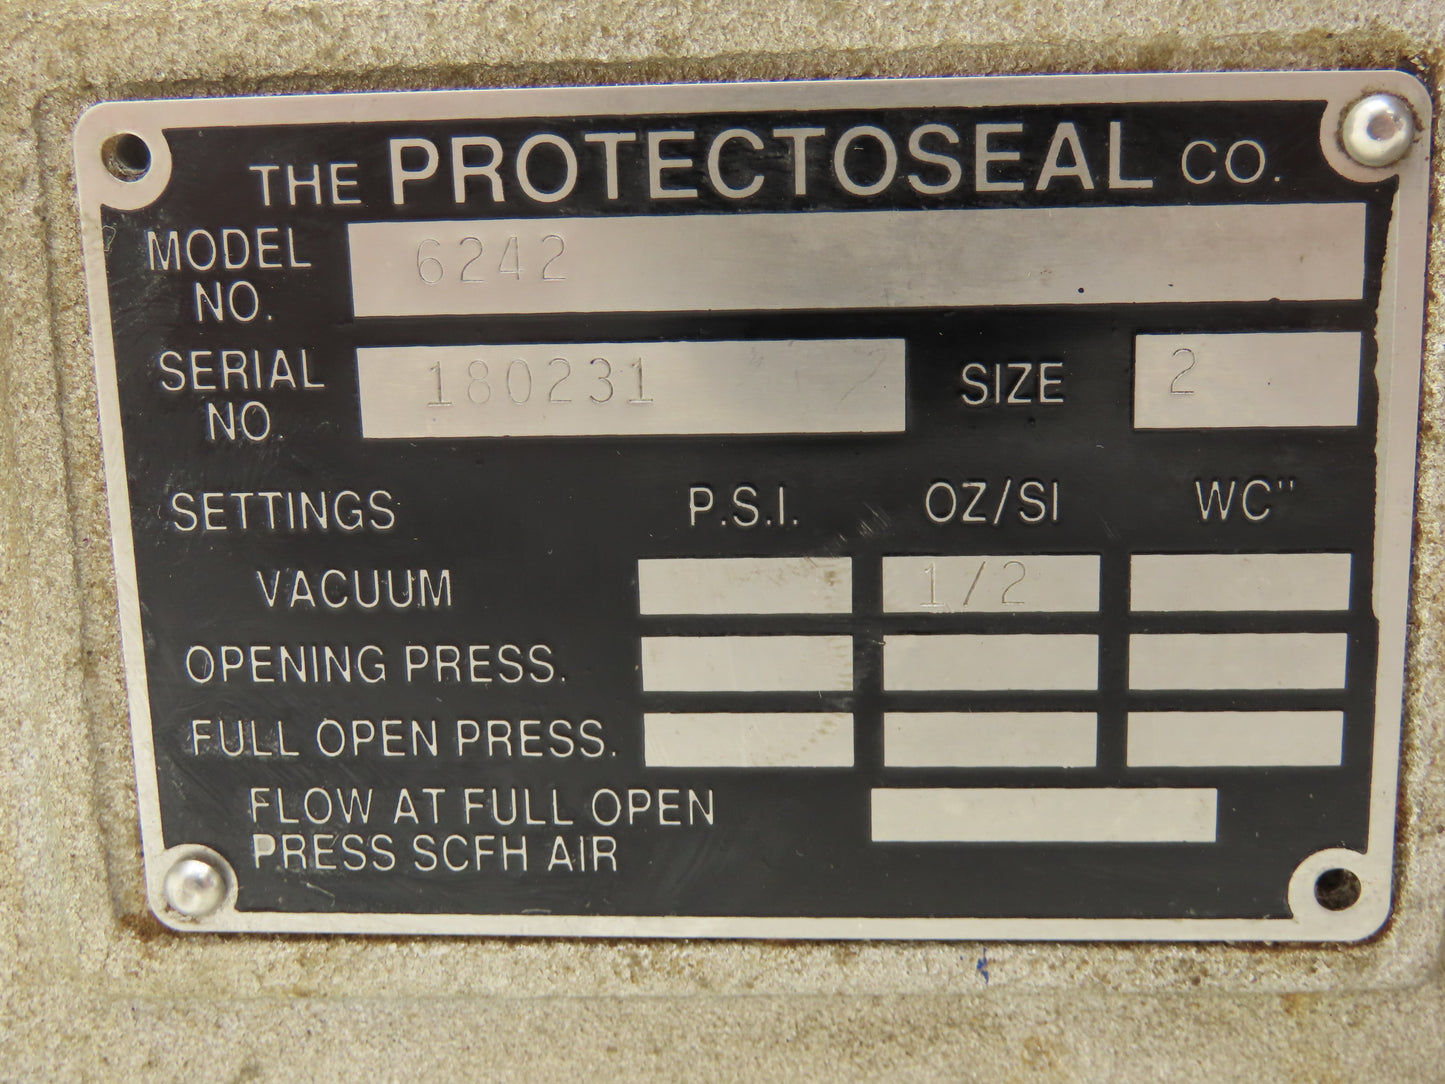 THE PROTECTOSEAL CO.
MODEL NO. 6242
SERIAL NO. 180231 SIZE 2
SETTINGS P.S.I. OZ/SI WC"
VACUUM 1/2
OPENING PRESS.
FULL OPEN PRESS.
FLOW AT FULL OPEN
PRESS SCFH AIR